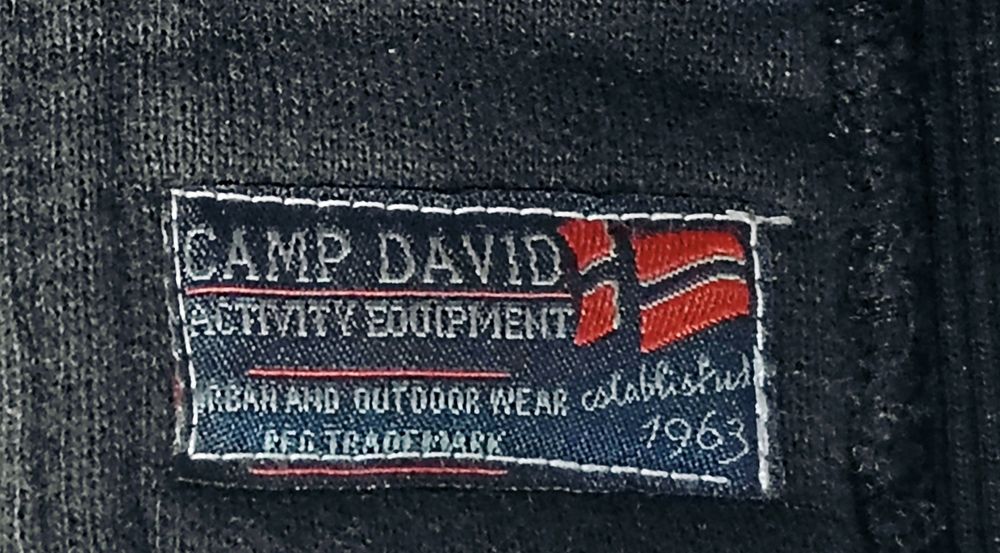 CAMP DAVID
ACTIVITY EQUIPMENT
URBAN AND OUTDOOR WEAR
REG.TRADEMARK
established
1963